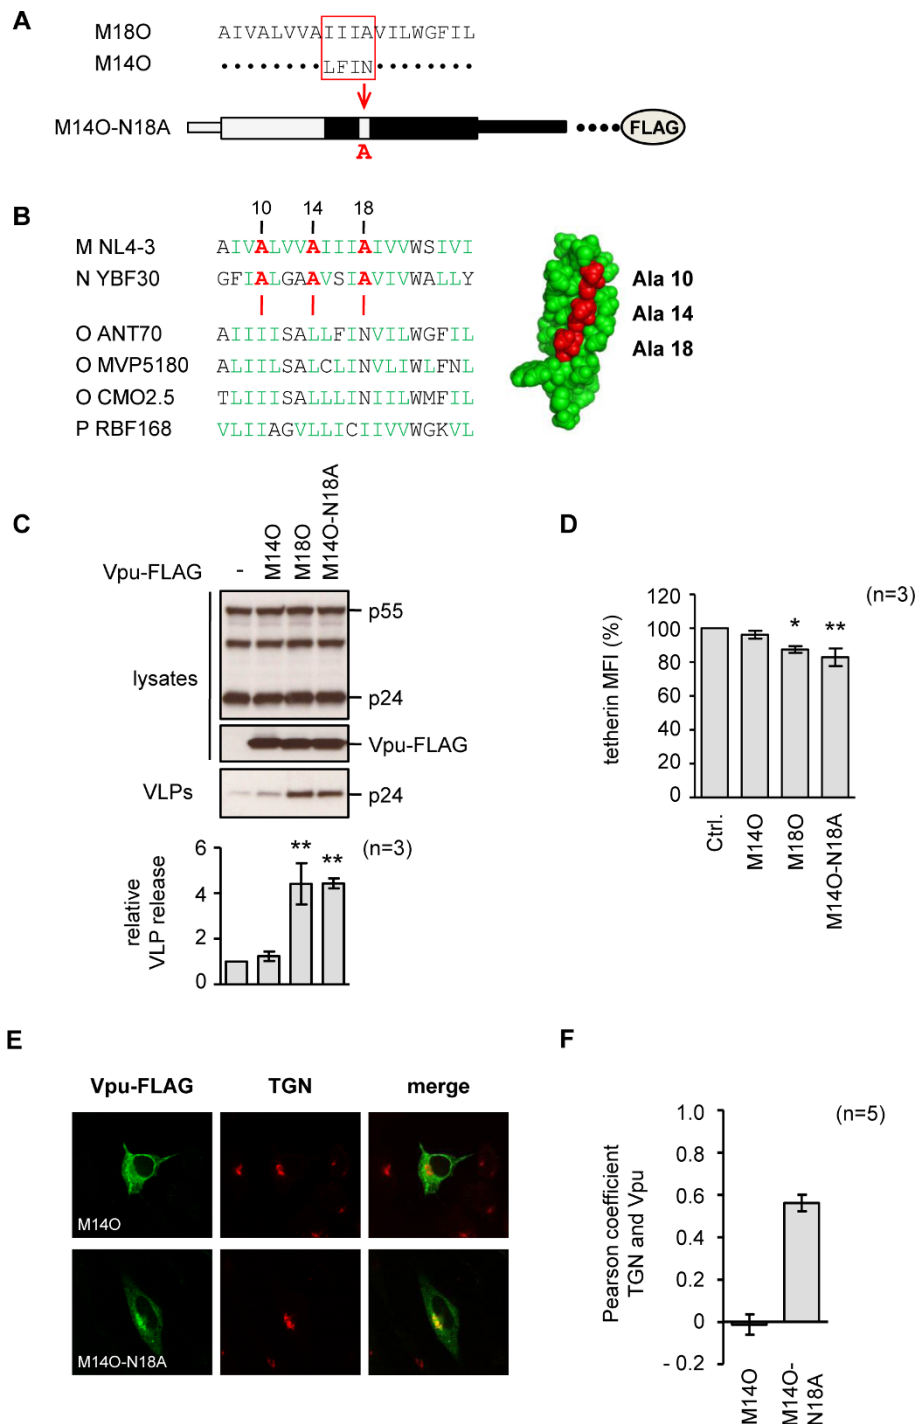 A
M18O AIVALVVAIIIAVILWGFIL
M14O ••••••••LFIN••••••••
M14O-N18A •••• FLAG
A
B
10 14 18
M NL4-3 AIVALVVAIIIAIVVWSIVI
N YBF30 GFIALGAAVSIAVIVWALLY
O ANT70 AIIIISALLFINVILWGFIL
O MVP5180 ALIILSALCLINVLIWLFNL
O CMO2.5 TLIIISALLLINIILWMFIL
P RBF168 VLIIAGVLLICIIVVWGKVL
Ala 10
Ala 14
Ala 18
C
Vpu-FLAG - M14O M18O M14O-N18A
lysates
p55
p24
Vpu-FLAG
VLPs p24
relative
VLP release
6
4
2
0
** **
(n=3)
D
(n=3)
tetherin MFI (%)
120
100
80
60
40
20
0
* **
Ctrl. M14O M18O M14O-N18A
E
Vpu-FLAG TGN merge
M14O
M14O-N18A
F
(n=5)
Pearson coefficient
TGN and Vpu
1.0
0.8
0.6
0.4
0.2
0
- 0.2
M14O
M14O-
N18A